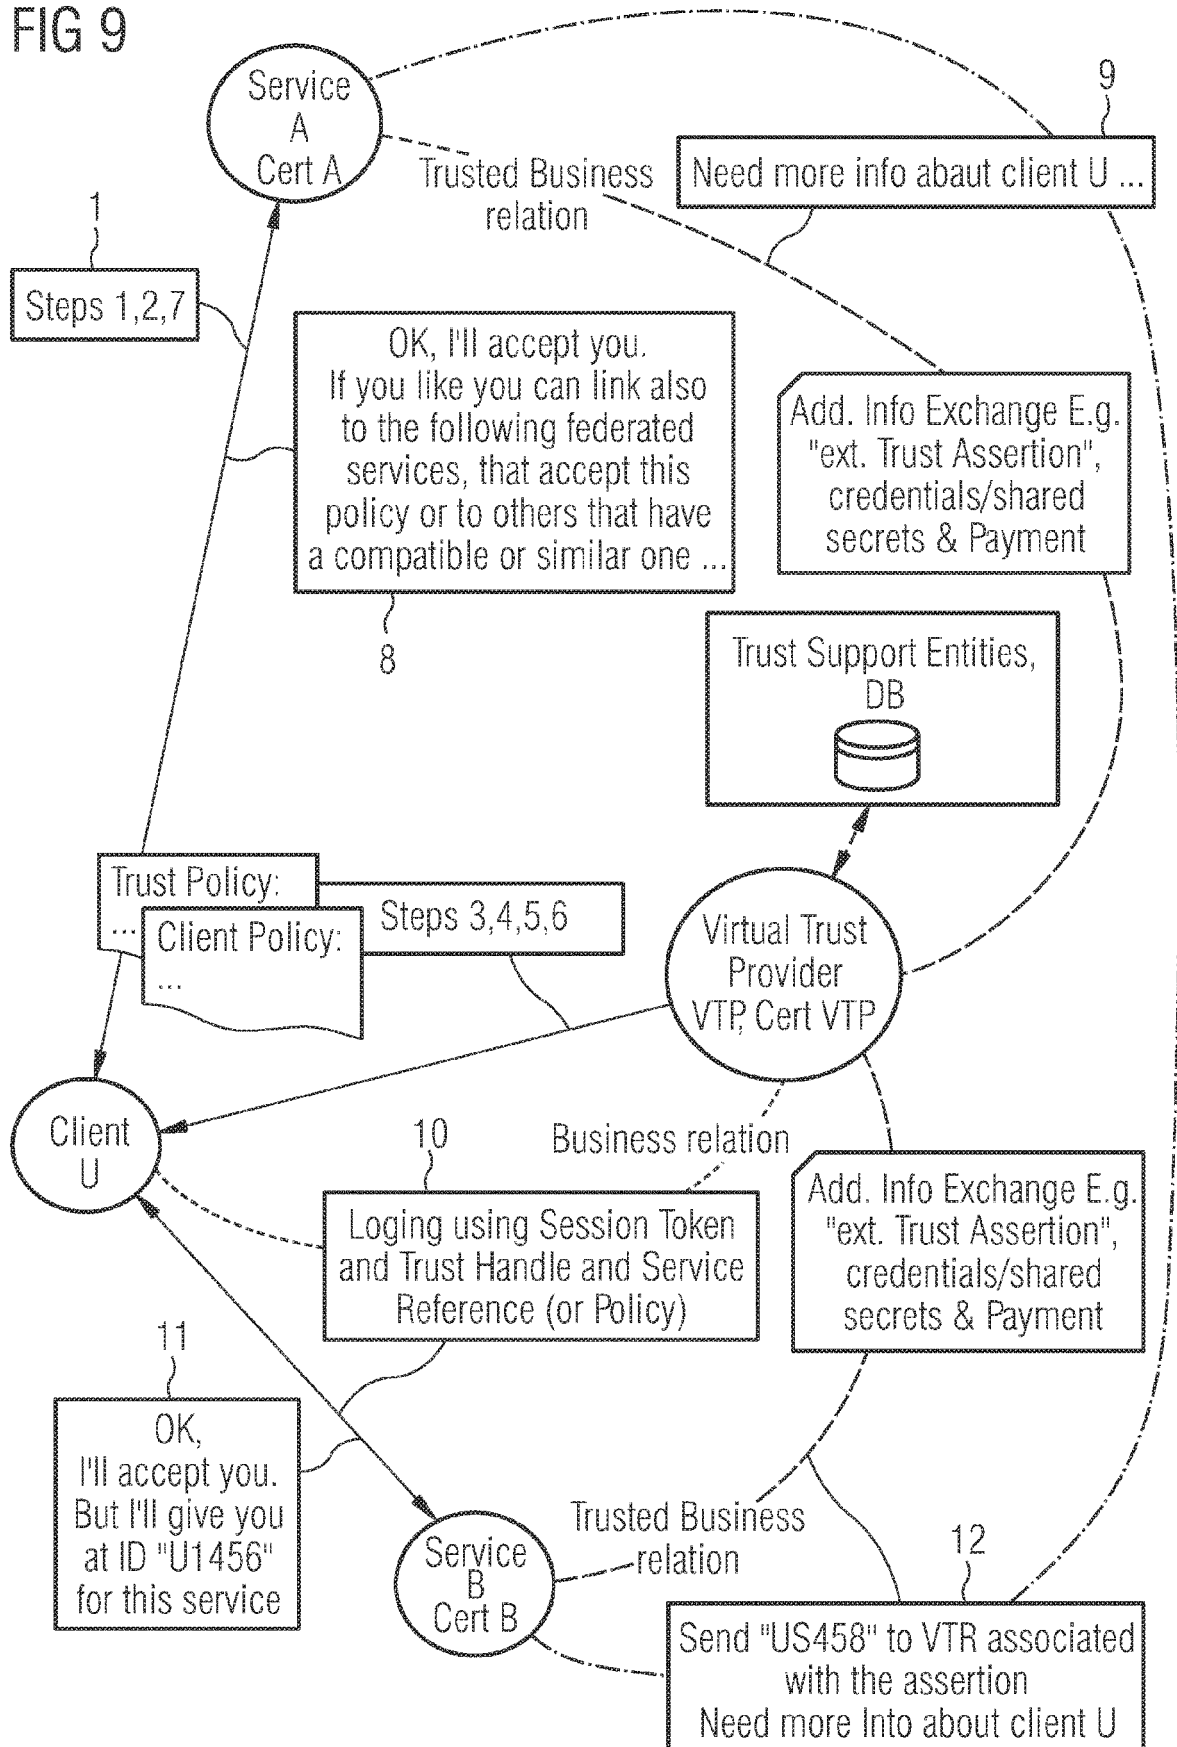 FIG 9
Service
A
Cert A
9
Trusted Business
relation
Need more info abaut client U ...
1
Steps 1,2,7
OK, I'll accept you.
If you like you can link also
to the following federated
services, that accept this
policy or to others that have
a compatible or similar one ...
8
Add. Info Exchange E.g.
"ext. Trust Assertion",
credentials/shared
secrets & Payment
Trust Support Entities,
DB
Trust Policy:
...
Client Policy:
...
Steps 3,4,5,6
Virtual Trust
Provider
VTP, Cert VTP
Client
U
10
Business relation
Loging using Session Token
and Trust Handle and Service
Reference (or Policy)
Add. Info Exchange E.g.
"ext. Trust Assertion",
credentials/shared
secrets & Payment
11
OK,
I'll accept you.
But I'll give you
at ID "U1456"
for this service
Service
B
Cert B
Trusted Business
relation
12
Send "US458" to VTR associated
with the assertion
Need more Into about client U